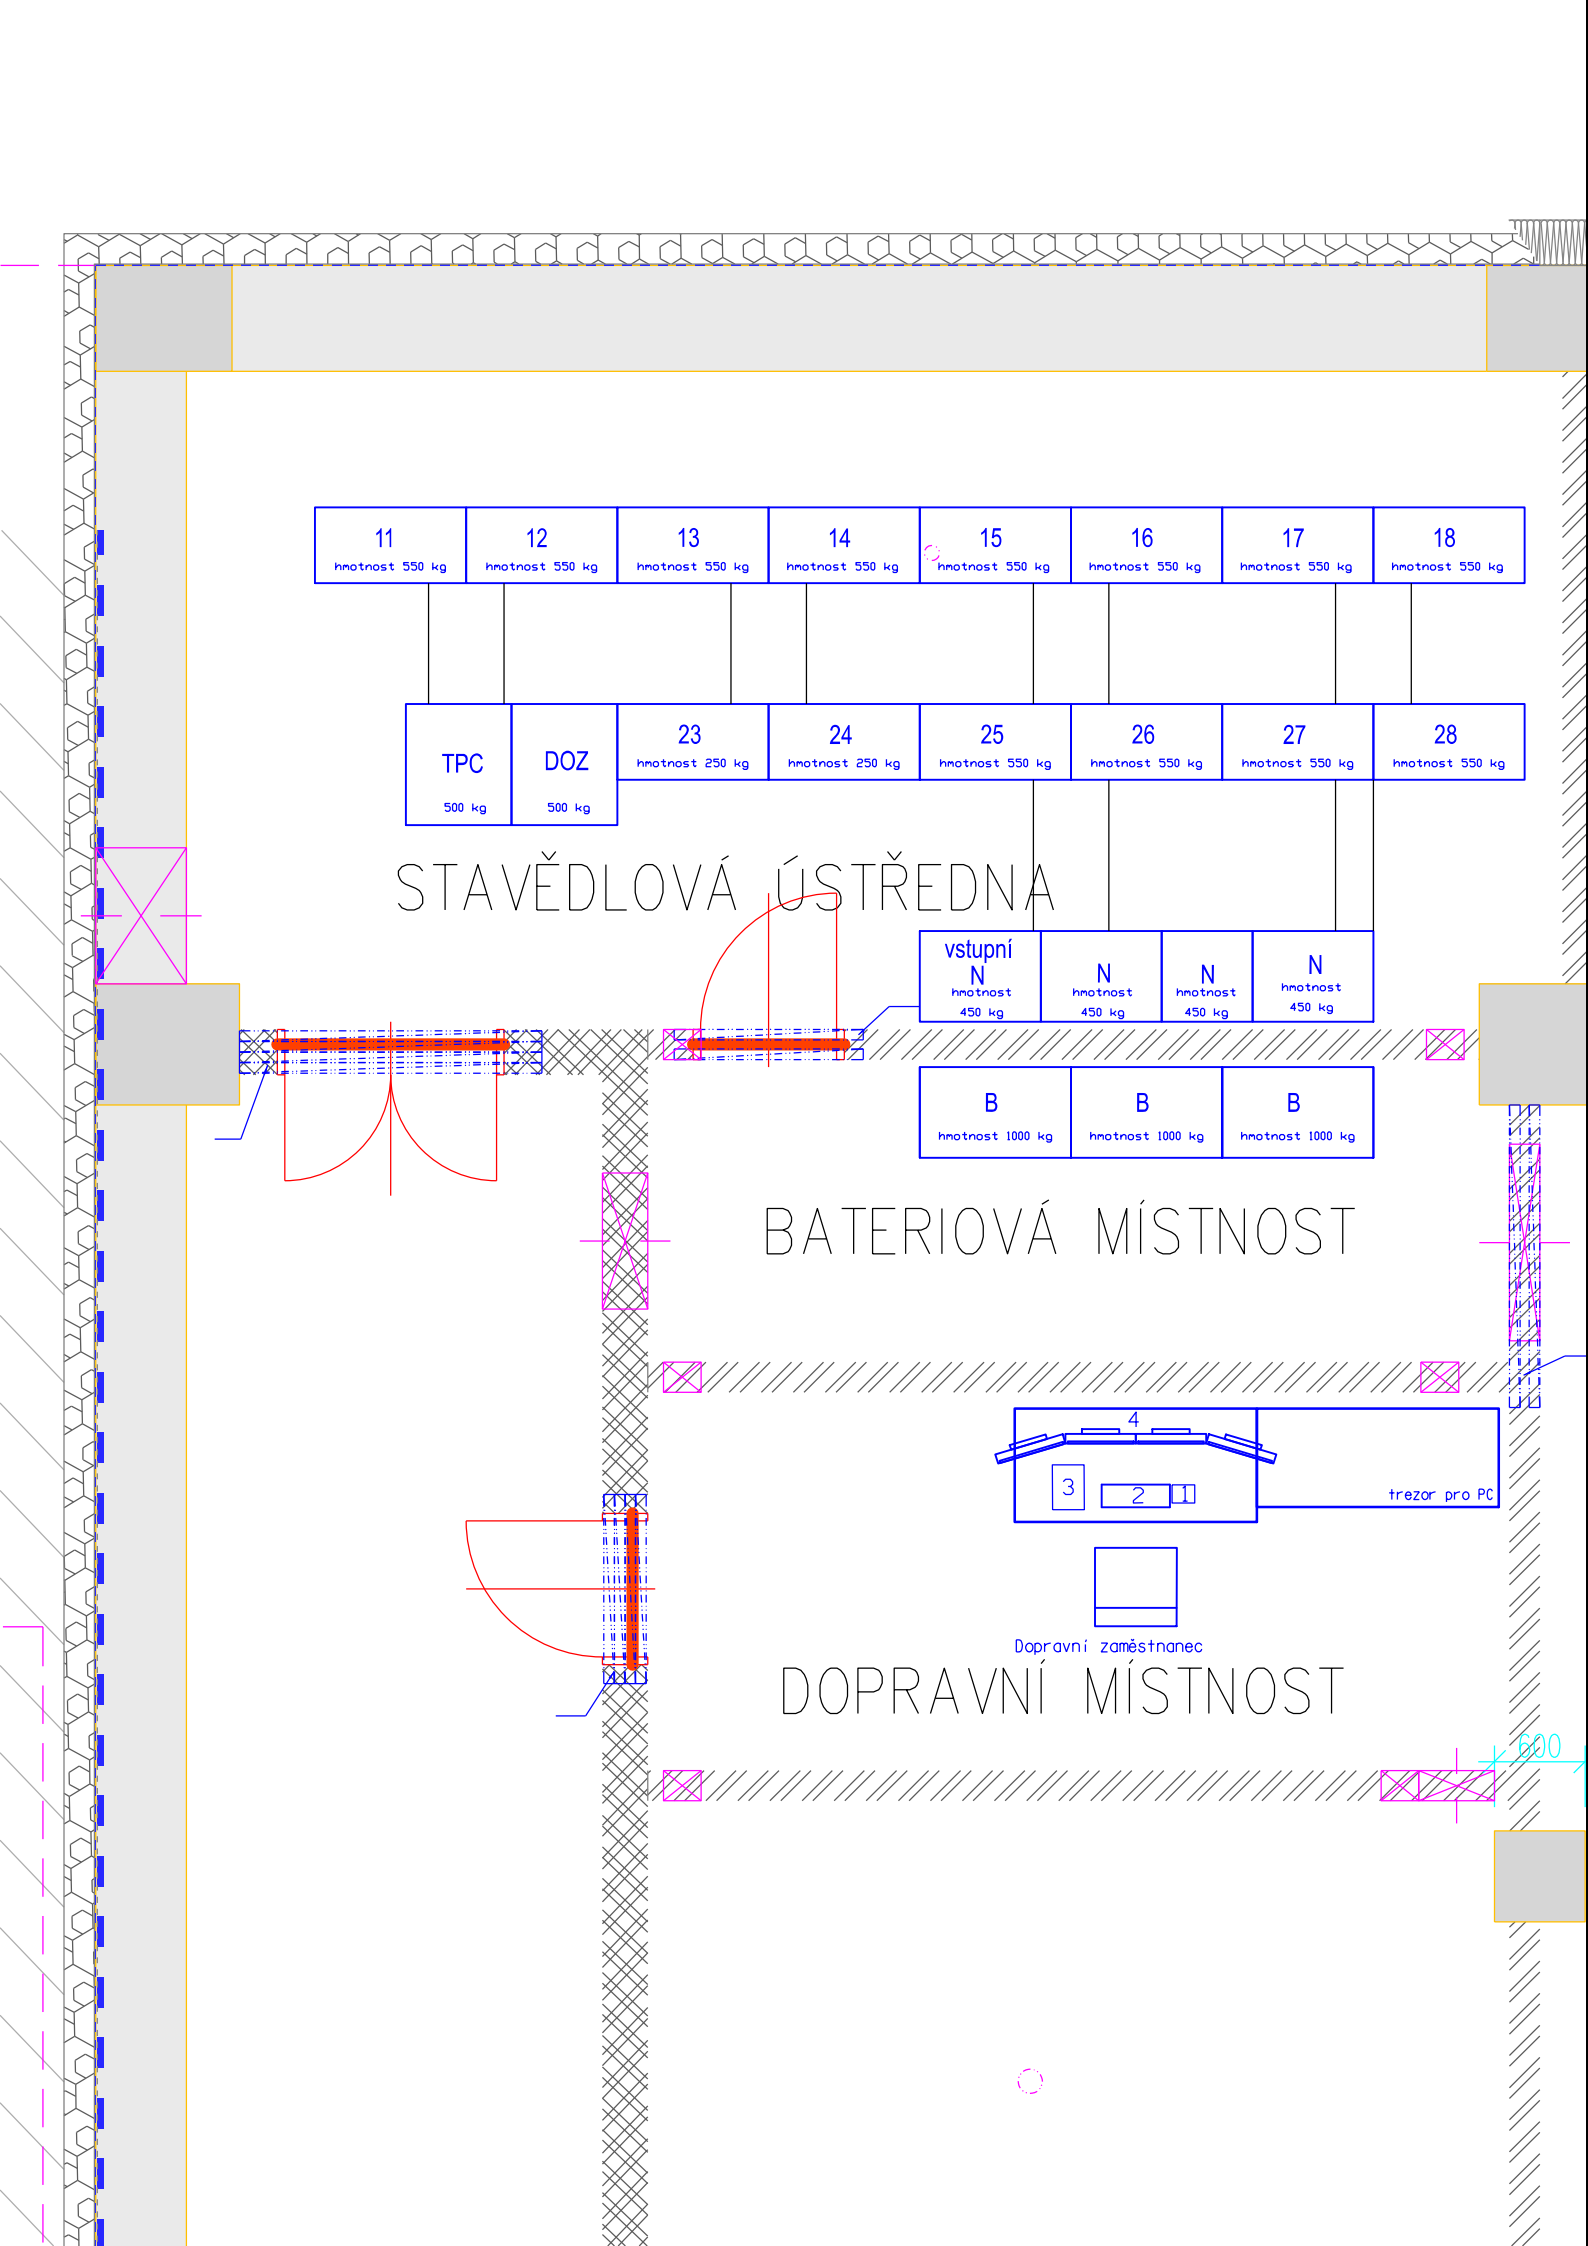 11 12 13 14 15 16 17 18
hmotnost 550 kg hmotnost 550 kg hmotnost 550 kg hmotnost 550 kg hmotnost 550 kg hmotnost 550 kg hmotnost 550 kg hmotnost 550 kg
TPC DOZ 23 24 25 26 27 28
hmotnost 250 kg hmotnost 250 kg hmotnost 550 kg hmotnost 550 kg hmotnost 550 kg hmotnost 550 kg
500 kg 500 kg
STAVĚDLOVÁ ÚSTŘEDNA
vstupní
N N N N
hmotnost hmotnost hmotnost hmotnost
450 kg 450 kg 450 kg 450 kg
B B B
hmotnost 1000 kg hmotnost 1000 kg hmotnost 1000 kg
BATERIOVÁ MÍSTNOST
4
3 2 1
trezor pro PC
Dopravní zaměstnanec
DOPRAVNÍ MÍSTNOST
600